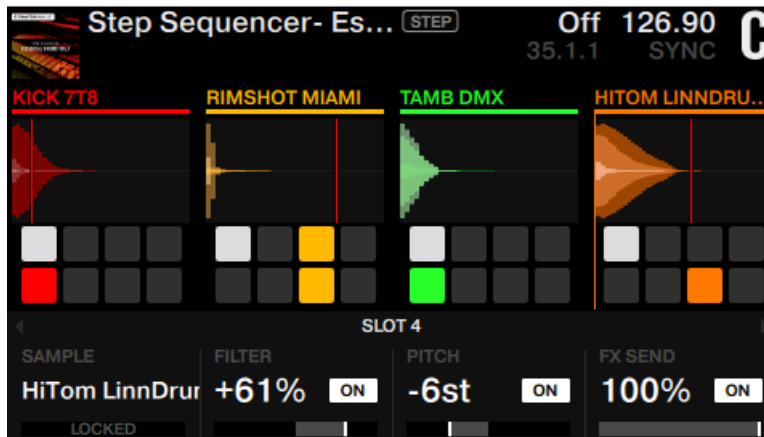 Step Sequencer- Es... STEP Off 126.90 C
35.1.1 SYNC
KICK 7T8 RIMSHOT MIAMI TAMB DMX HITOM LINNDRU..
SLOT 4
SAMPLE FILTER PITCH FX SEND
HiTom LinnDrur +61% ON -6st ON 100% ON
LOCKED